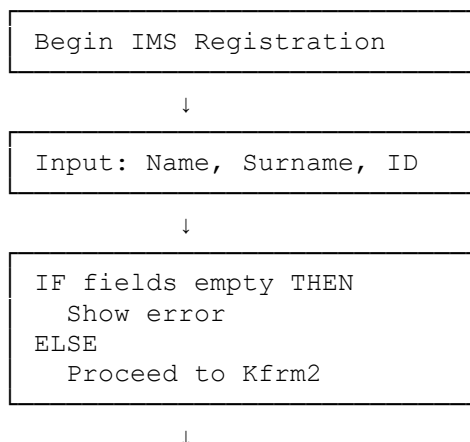 Begin IMS Registration
↓
Input: Name, Surname, ID
↓
IF fields empty THEN
  Show error
ELSE
  Proceed to Kfrm2
↓